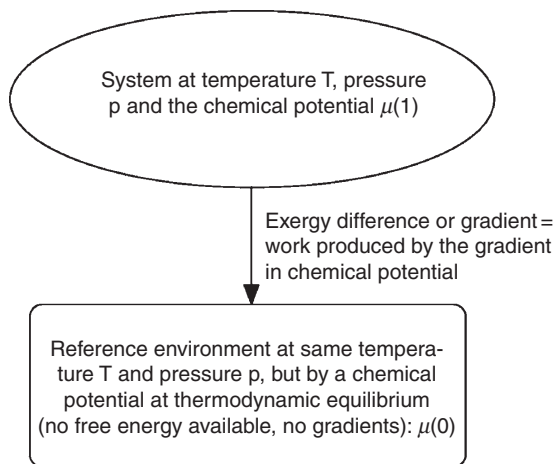 System at temperature T, pressure
p and the chemical potential μ(1)
Exergy difference or gradient=
work produced by the gradient
in chemical potential
Reference environment at same tempera-
ture T and pressure p, but by a chemical
potential at thermodynamic equilibrium
(no free energy available, no gradients): μ(0)